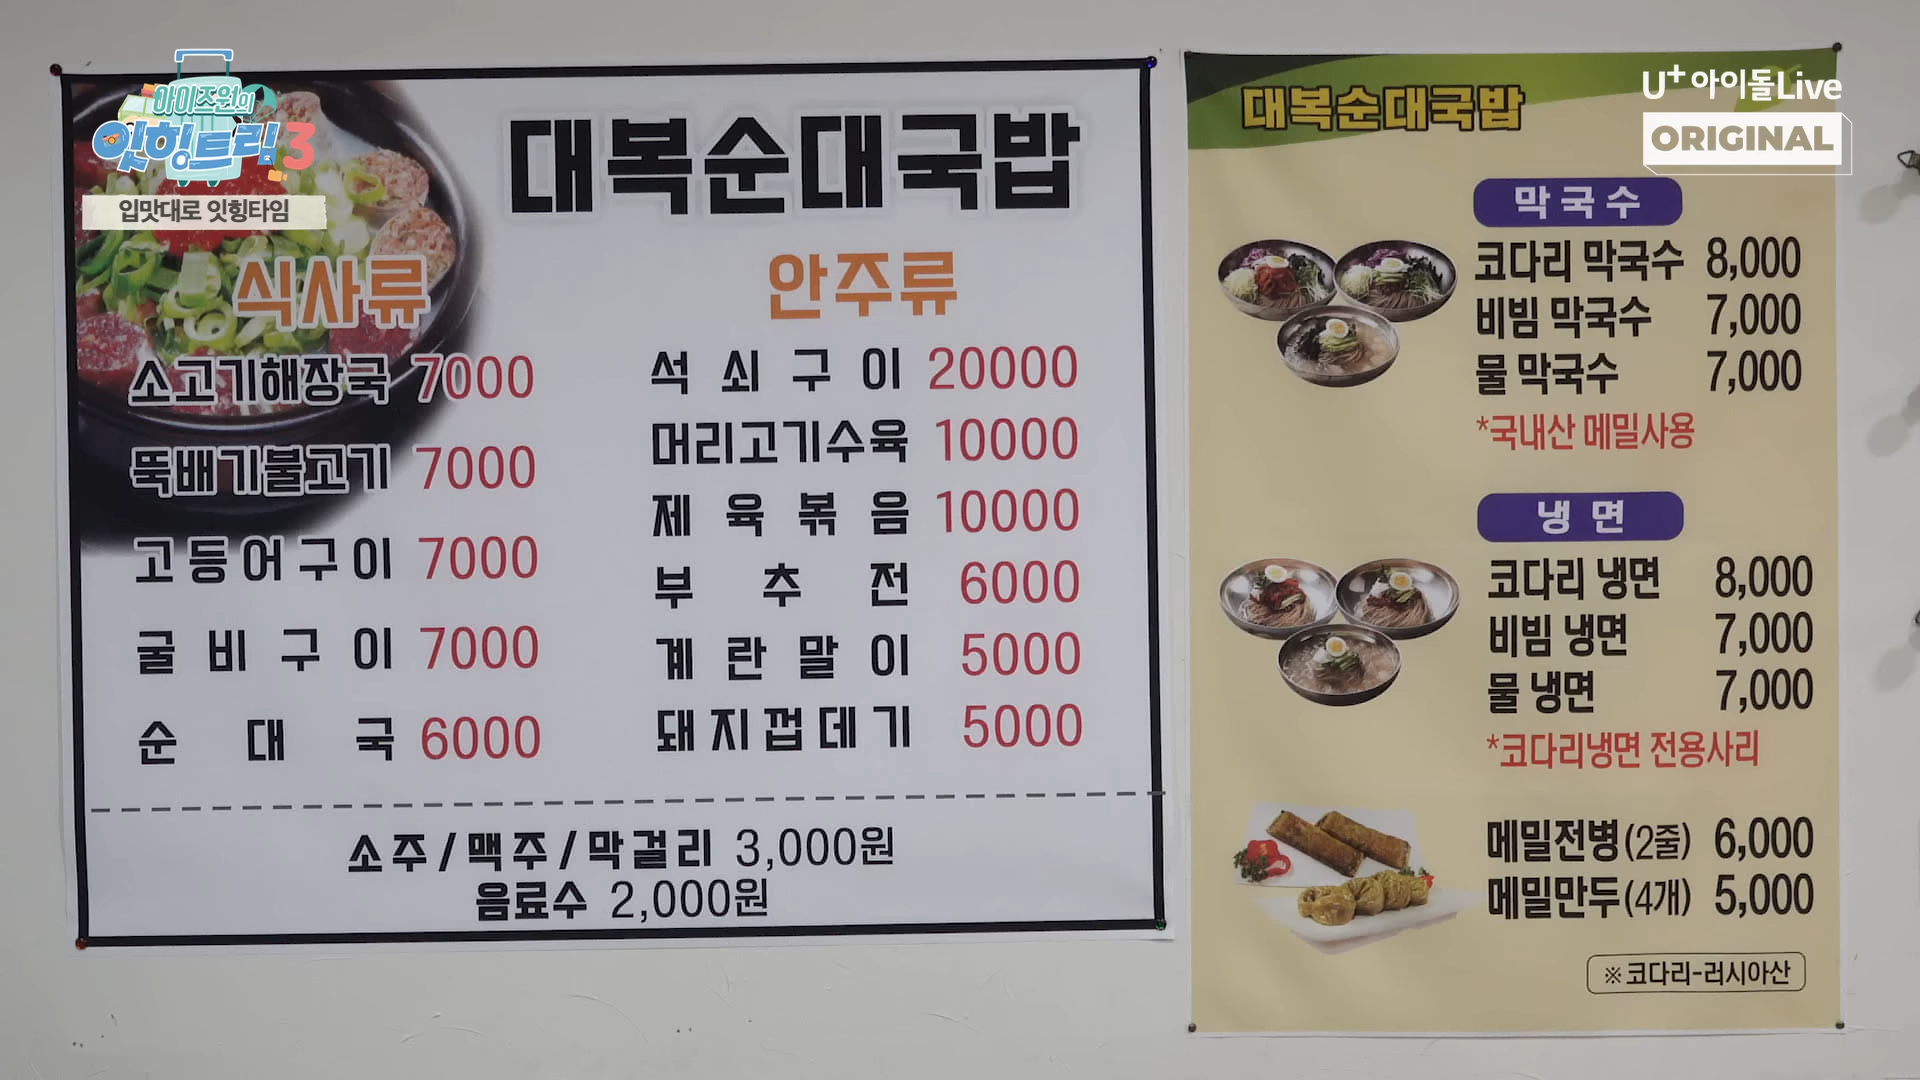 아이즈원의
잇힝트립3
입맛대로 잇힝타임
U+아이돌Live
ORIGINAL
대복순대국밥
식사류
소고기해장국 7000
뚝배기불고기 7000
고등어구이 7000
굴비구이 7000
순대국 6000
안주류
석쇠구이 20000
머리고기수육 10000
제육볶음 10000
부추전 6000
계란말이 5000
돼지껍데기 5000
소주/맥주/막걸리 3,000원
음료수 2,000원
대복순대국밥
막국수
코다리 막국수 8,000
비빔 막국수 7,000
물 막국수 7,000
*국내산 메밀사용
냉면
코다리 냉면 8,000
비빔 냉면 7,000
물 냉면 7,000
*코다리냉면 전용사리
메밀전병(2줄) 6,000
메밀만두(4개) 5,000
※코다리-러시아산